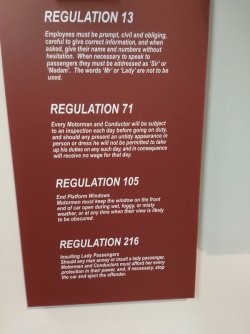 REGULATION 13
Employees must be prompt, civil and obliging,
careful to give correct information, and when
asked, give their name and numbers without
hesitation. When necessary to speak to
passengers they must be addressed as 'Sir' or
'Madam'. The words 'Mr' or 'Lady' are not to be
used.
REGULATION 71
Every Motorman and Conductor will be subject
to an inspection each day before going on duty,
and should any present an untidy appearance in
person or dress he will not be permitted to take
up his duties on any such day, and in consequence
will receive no wage for that day.
REGULATION 105
End Platform Windows
Motormen must keep the window on the front
end of car open during wet, foggy, or misty
weather, or at any time when their view is likely
to be obscured.
REGULATION 216
Insulting Lady Passengers
Should any man annoy or insult a lady passenger,
Motormen and Conductors must afford her every
protection in their power, and, if necessary, stop
the car and eject the offender.